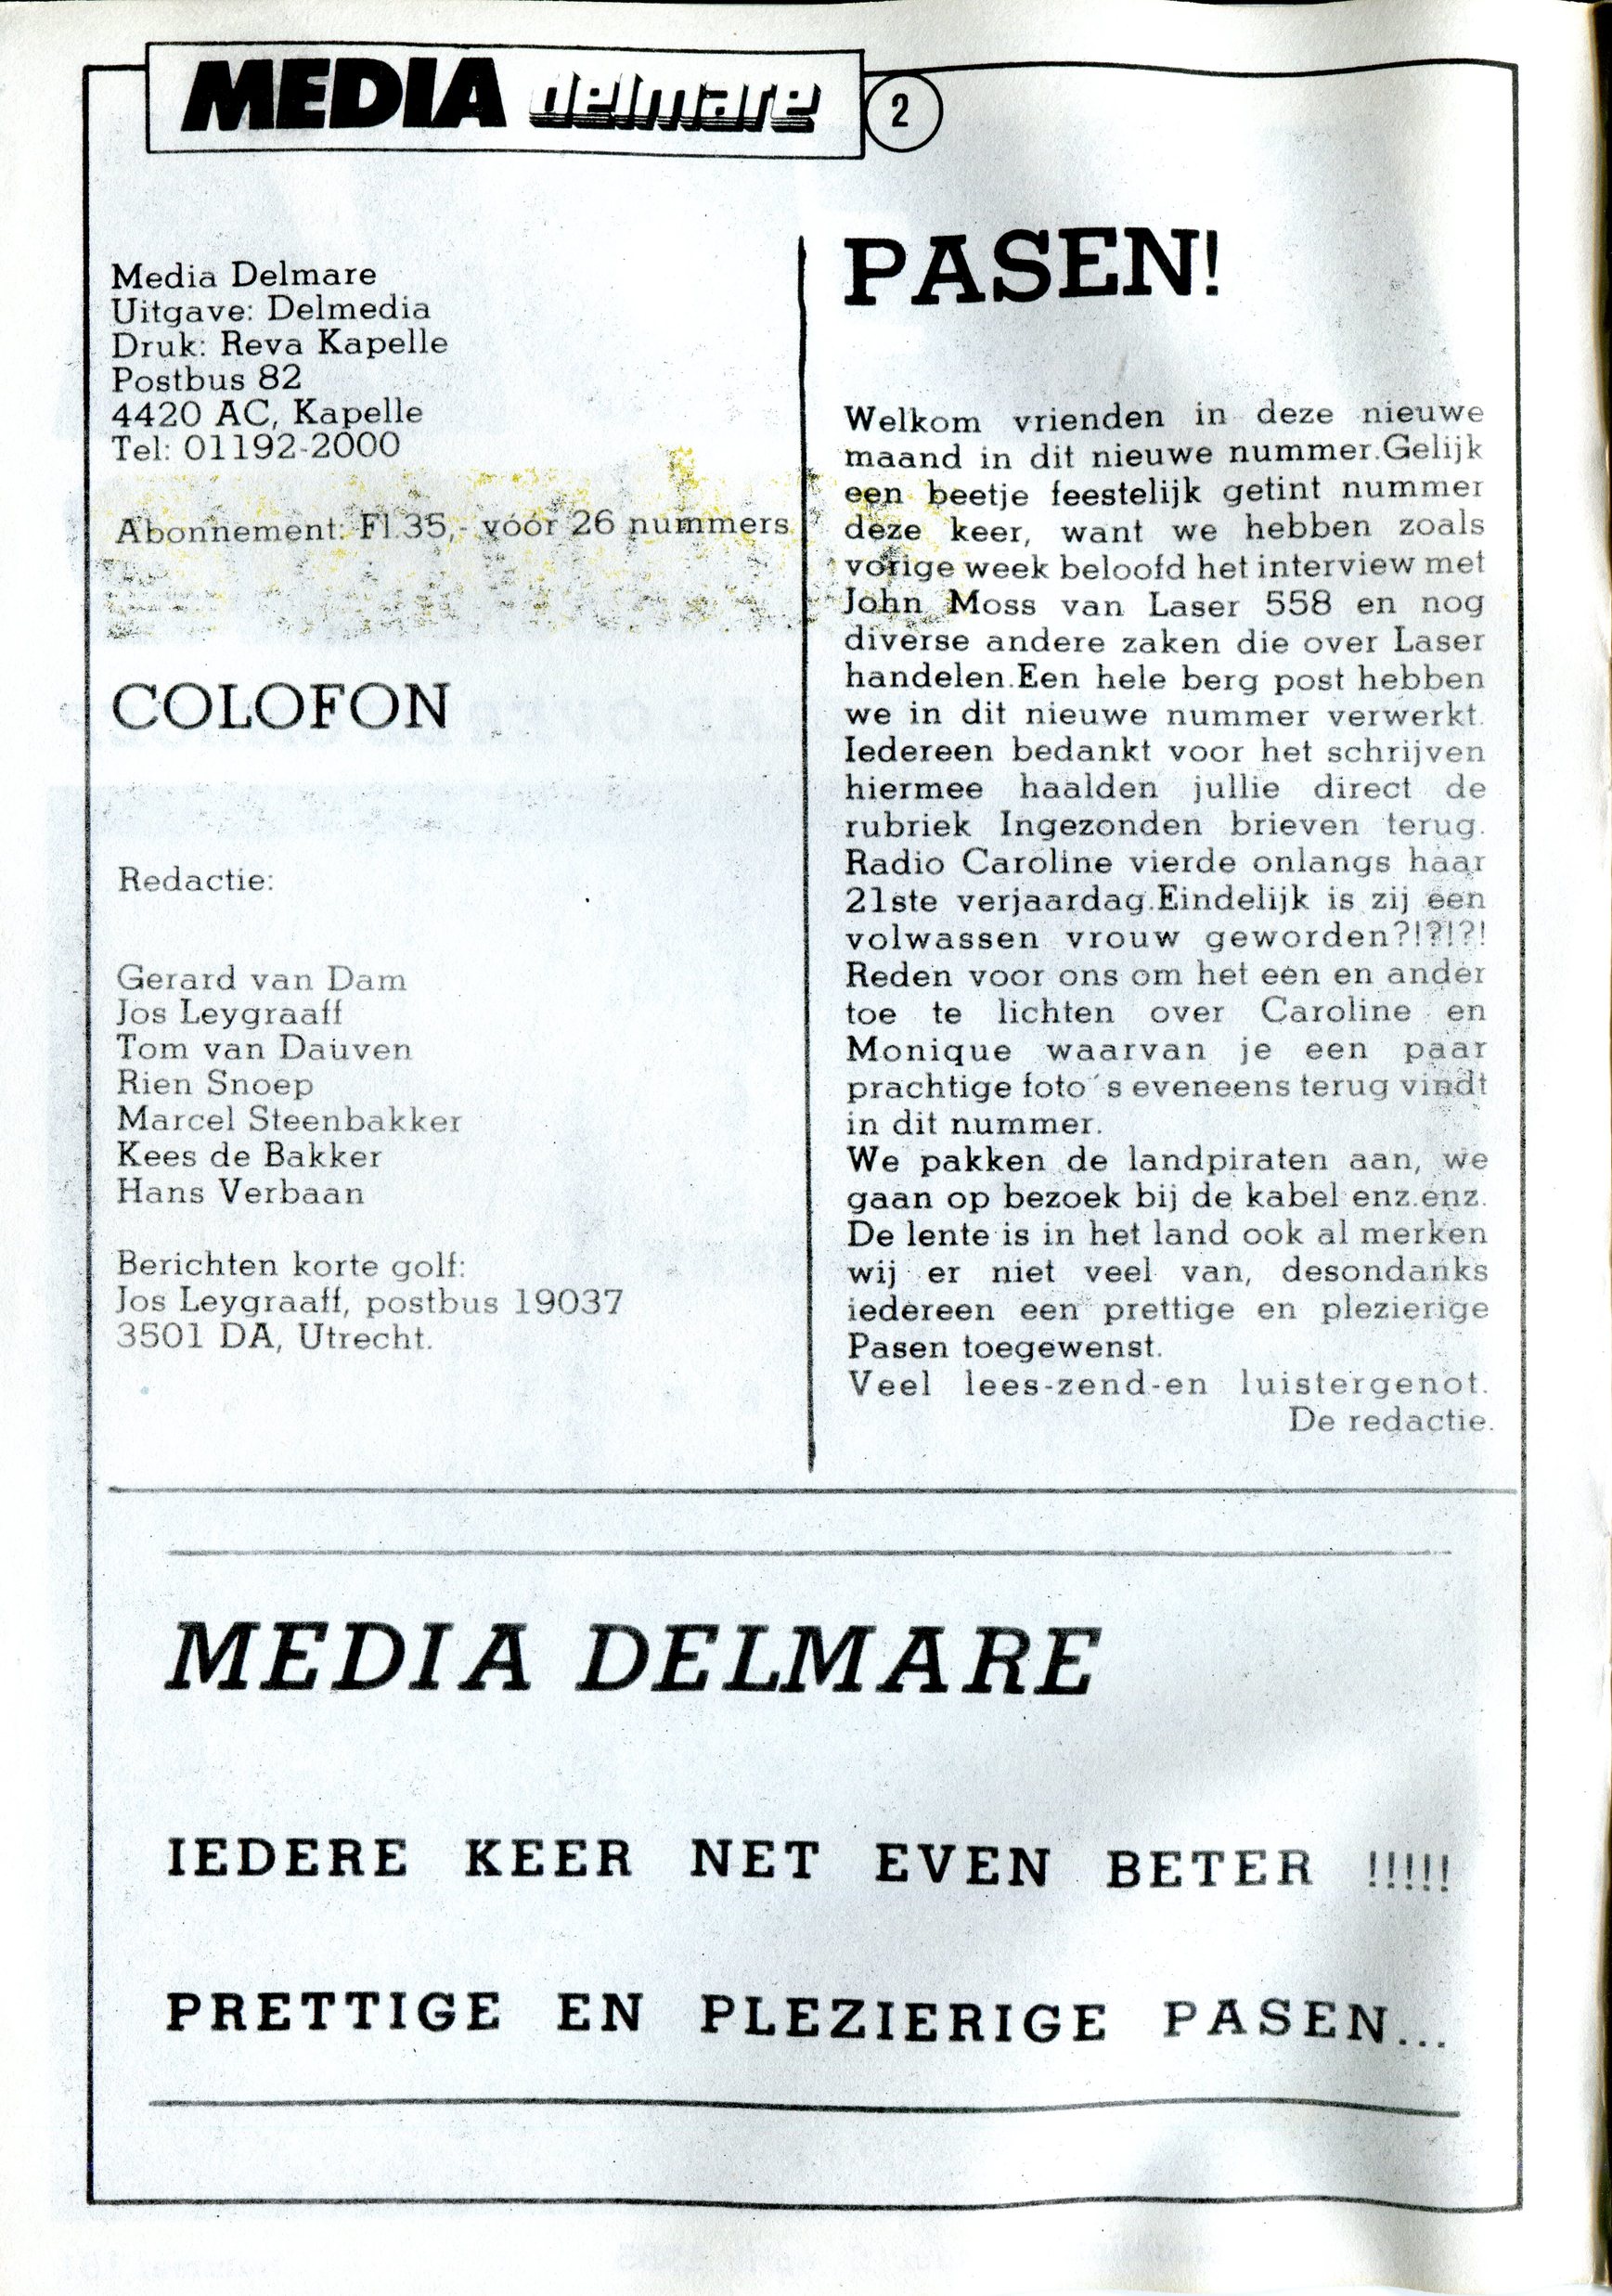 MEDIA delmare
2
Media Delmare
Uitgave: Delmedia
Druk: Reva Kapelle
Postbus 82
4420 AC, Kapelle
Tel: 01192-2000
Abonnement: Fl.35,- vóór 26 nummers
COLOFON
Redactie:
Gerard van Dam
Jos Leygraaff
Tom van Dauven
Rien Snoep
Marcel Steenbakker
Kees de Bakker
Hans Verbaan
Berichten korte golf:
Jos Leygraaff, postbus 19037
3501 DA, Utrecht.
PASEN!
Welkom vrienden in deze nieuwe
maand in dit nieuwe nummer.Gelijk
een beetje feestelijk getint nummer
deze keer, want we hebben zoals
vorige week beloofd het interview met
John Moss van Laser 558 en nog
diverse andere zaken die over Laser
handelen.Een hele berg post hebben
we in dit nieuwe nummer verwerkt.
Iedereen bedankt voor het schrijven
hiermee haalden jullie direct de
rubriek Ingezonden brieven terug.
Radio Caroline vierde onlangs haar
21ste verjaardag.Eindelijk is zij een
volwassen vrouw geworden?!?!?!
Reden voor ons om het een en ander
toe te lichten over Caroline en
Monique waarvan je een paar
prachtige foto´s eveneens terug vindt
in dit nummer.
We pakken de landpiraten aan, we
gaan op bezoek bij de kabel enz.enz.
De lente is in het land ook al merken
wij er niet veel van, desondanks
iedereen een prettige en plezierige
Pasen toegewenst.
Veel lees-zend-en luistergenot.
De redactie.
MEDIA DELMARE
IEDERE KEER NET EVEN BETER !!!!!
PRETTIGE EN PLEZIERIGE PASEN...